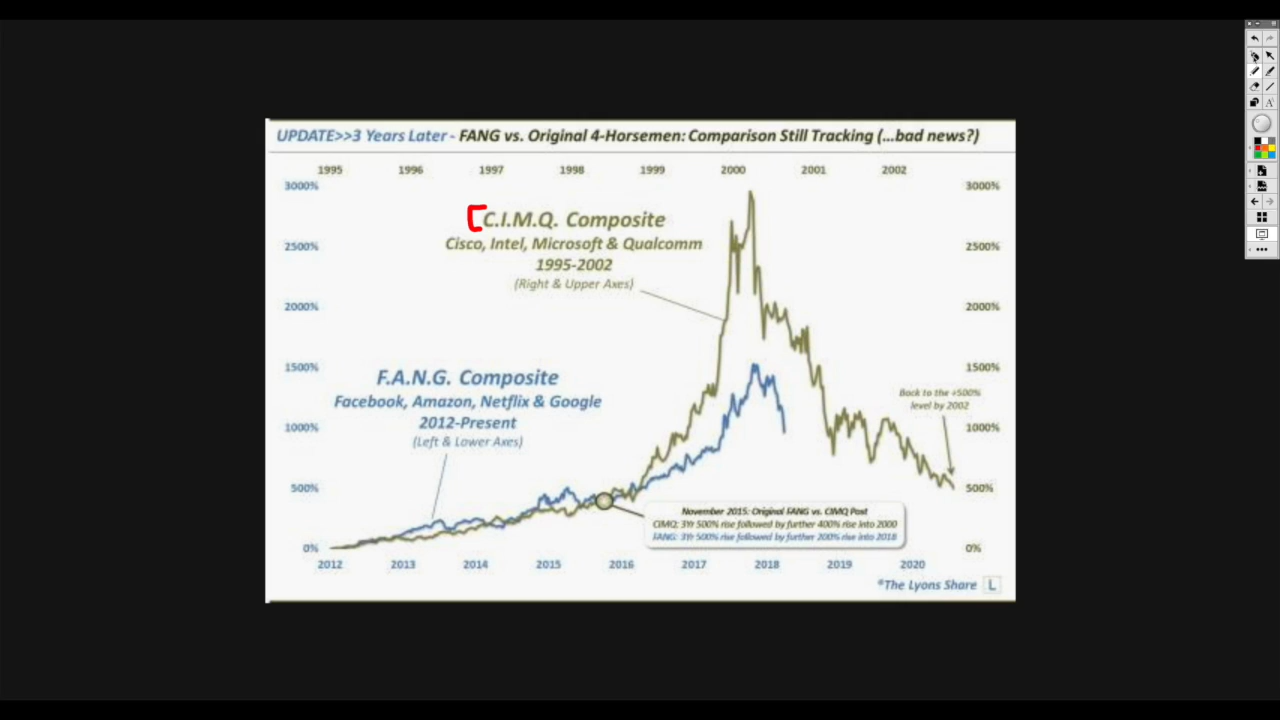 UPDATE>>3 Years Later - FANG vs. Original 4-Horsemen: Comparison Still Tracking (...bad news?)
1995 1996 1997 1998 1999 2000 2001 2002
3000% 3000%
C.I.M.Q. Composite
Cisco, Intel, Microsoft & Qualcomm
1995-2002
(Right & Upper Axes)
2500% 2500%
2000% 2000%
1500% 1500%
F.A.N.G. Composite
Facebook, Amazon, Netflix & Google
2012-Present
(Left & Lower Axes)
Back to the +500%
level by 2002
1000% 1000%
500% 500%
November 2015: Original FANG vs. CIMQ Post
CIMQ: 3Yr 500% rise followed by further 400% rise into 2000
FANG: 3Yr 500% rise followed by further 200% rise into 2018
0% 0%
2012 2013 2014 2015 2016 2017 2018 2019 2020
*The Lyons Share L
A